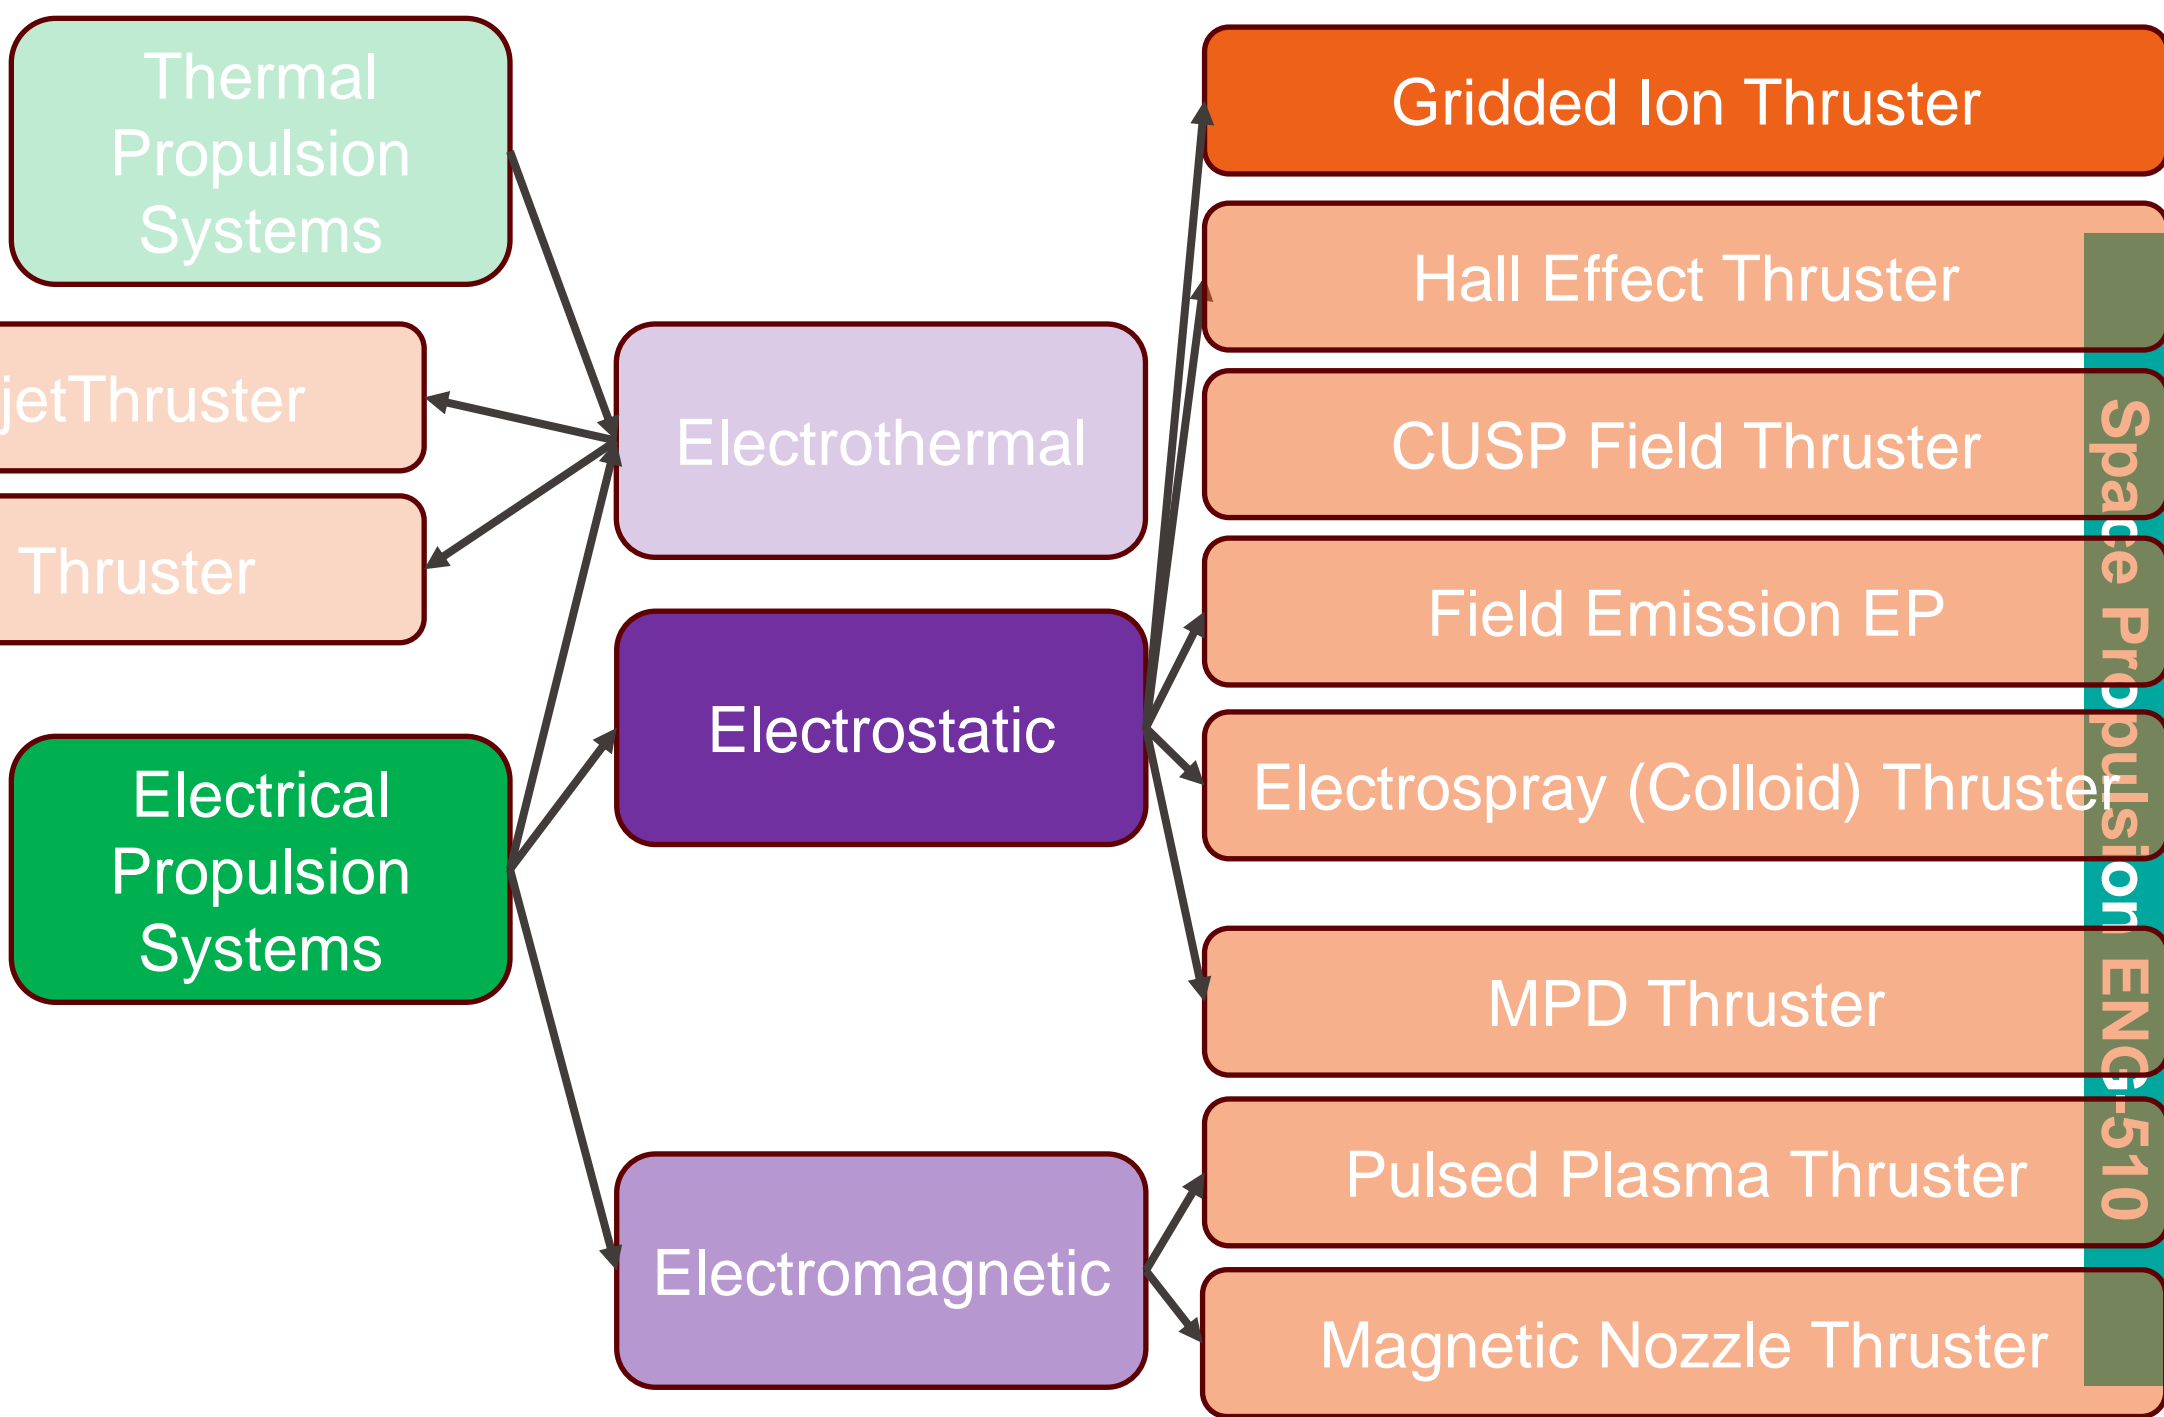 Thermal
Propulsion
Systems
jetThruster
Thruster
Electrical
Propulsion
Systems
Electrothermal
Electrostatic
Electromagnetic
Gridded Ion Thruster
Hall Effect Thruster
CUSP Field Thruster
Field Emission EP
Electrospray (Colloid) Thruster
MPD Thruster
Pulsed Plasma Thruster
Magnetic Nozzle Thruster
Space Propulsion ENG-510